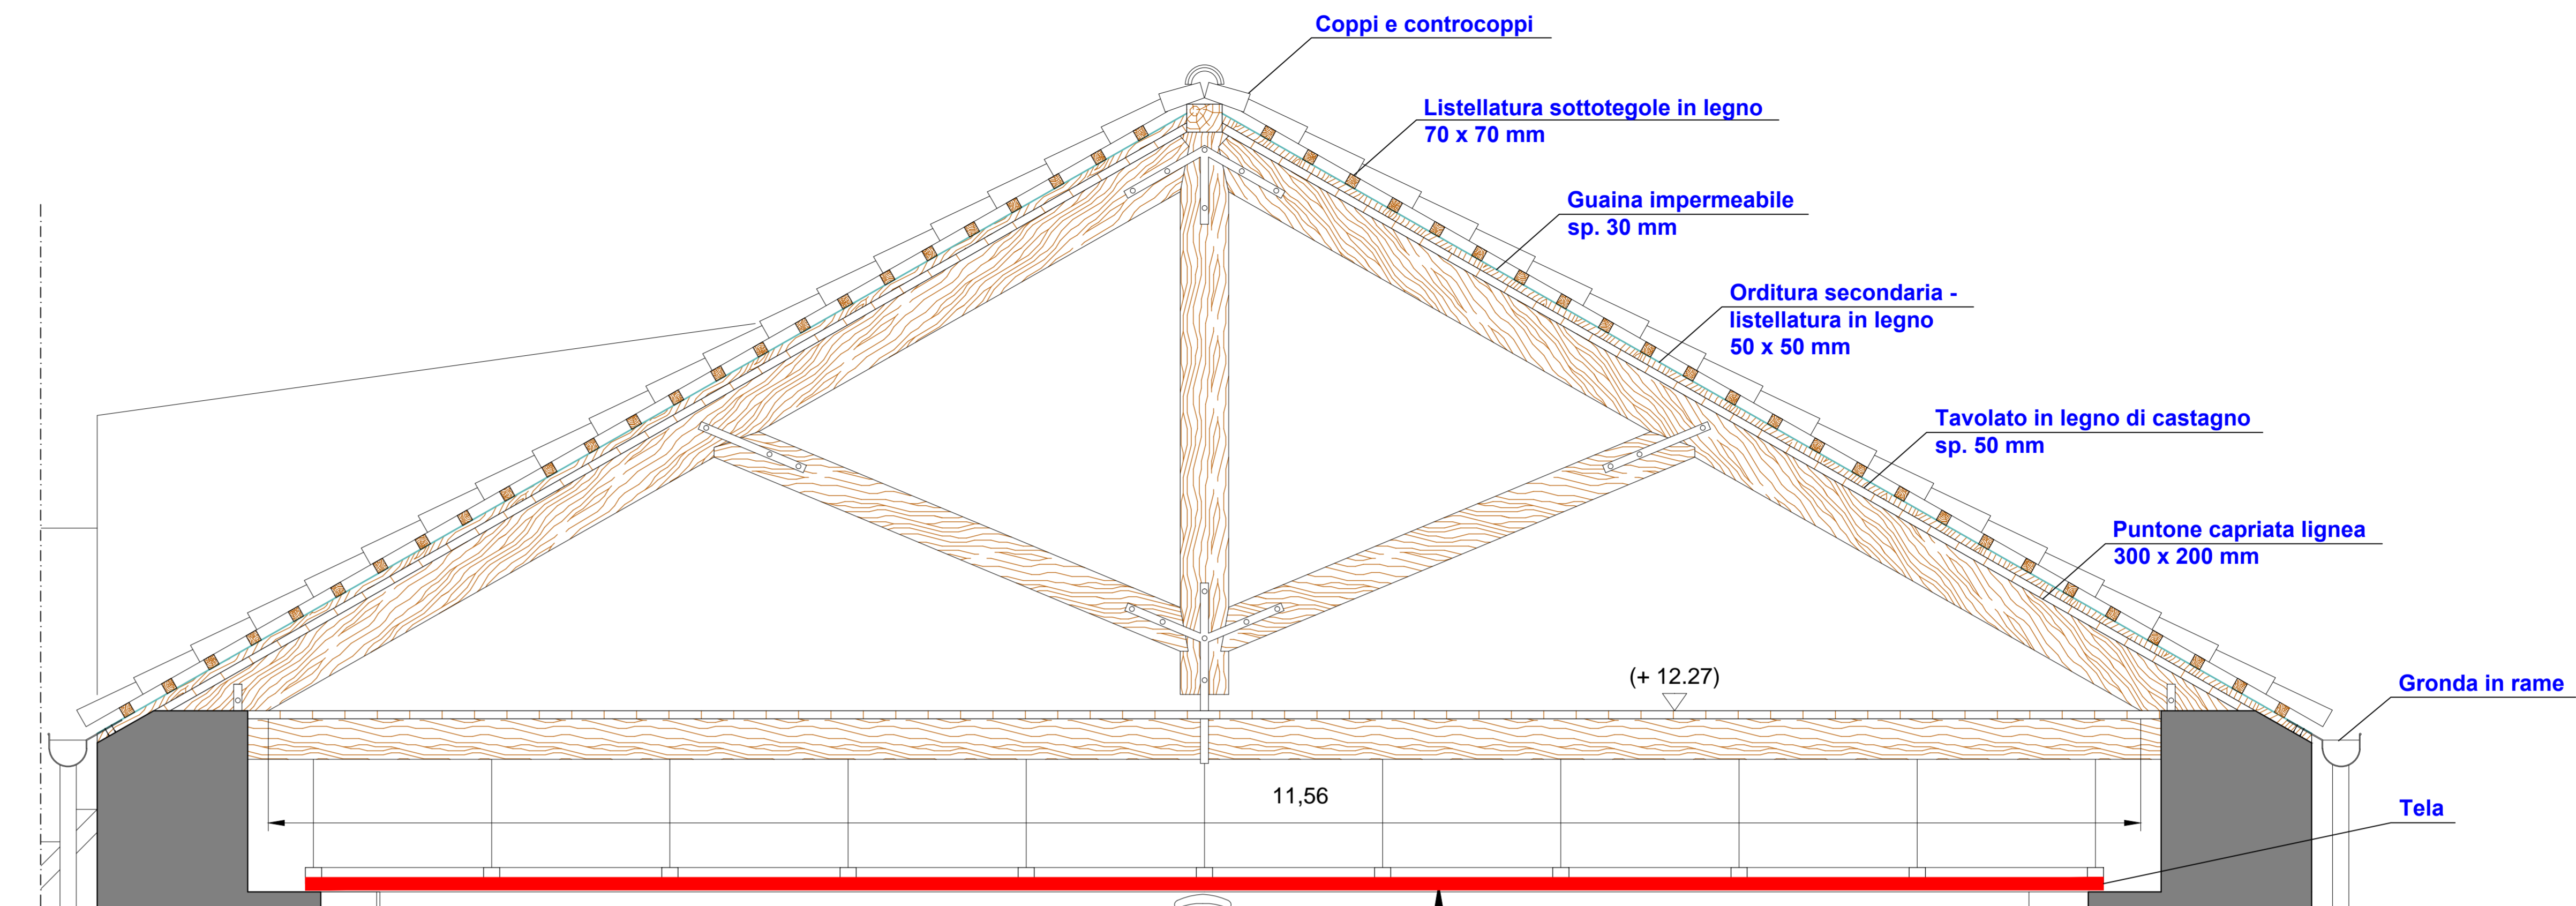 Coppi e controcoppi
Listellatura sottotegole in legno
70 x 70 mm
Guaina impermeabile
sp. 30 mm
Orditura secondaria -
listellatura in legno
50 x 50 mm
Tavolato in legno di castagno
sp. 50 mm
Puntone capriata lignea
300 x 200 mm
(+ 12.27)
Gronda in rame
11,56
Tela